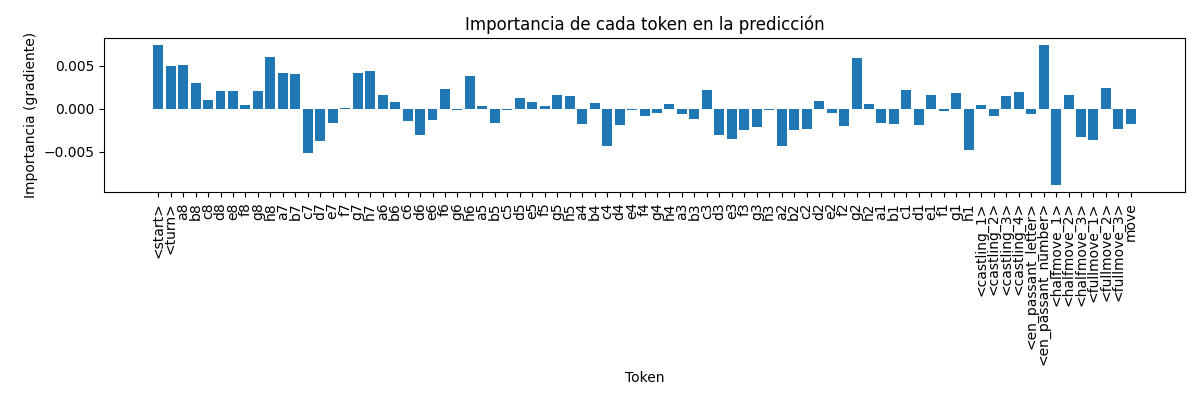 Importancia de cada token en la predicción
Importancia (gradiente)
0.005
0.000
−0.005
<start>
<turn>
a8
b8
c8
d8
e8
f8
g8
h8
a7
b7
c7
d7
e7
f7
g7
h7
a6
b6
c6
d6
e6
f6
g6
h6
a5
b5
c5
d5
e5
f5
g5
h5
a4
b4
c4
d4
e4
f4
g4
h4
a3
b3
c3
d3
e3
f3
g3
h3
a2
b2
c2
d2
e2
f2
g2
h2
a1
b1
c1
d1
e1
f1
g1
h1
<castling_1>
<castling_2>
<castling_3>
<castling_4>
<en_passant_letter>
<en_passant_number>
<halfmove_1>
<halfmove_2>
<halfmove_3>
<fullmove_1>
<fullmove_2>
<fullmove_3>
move
Token